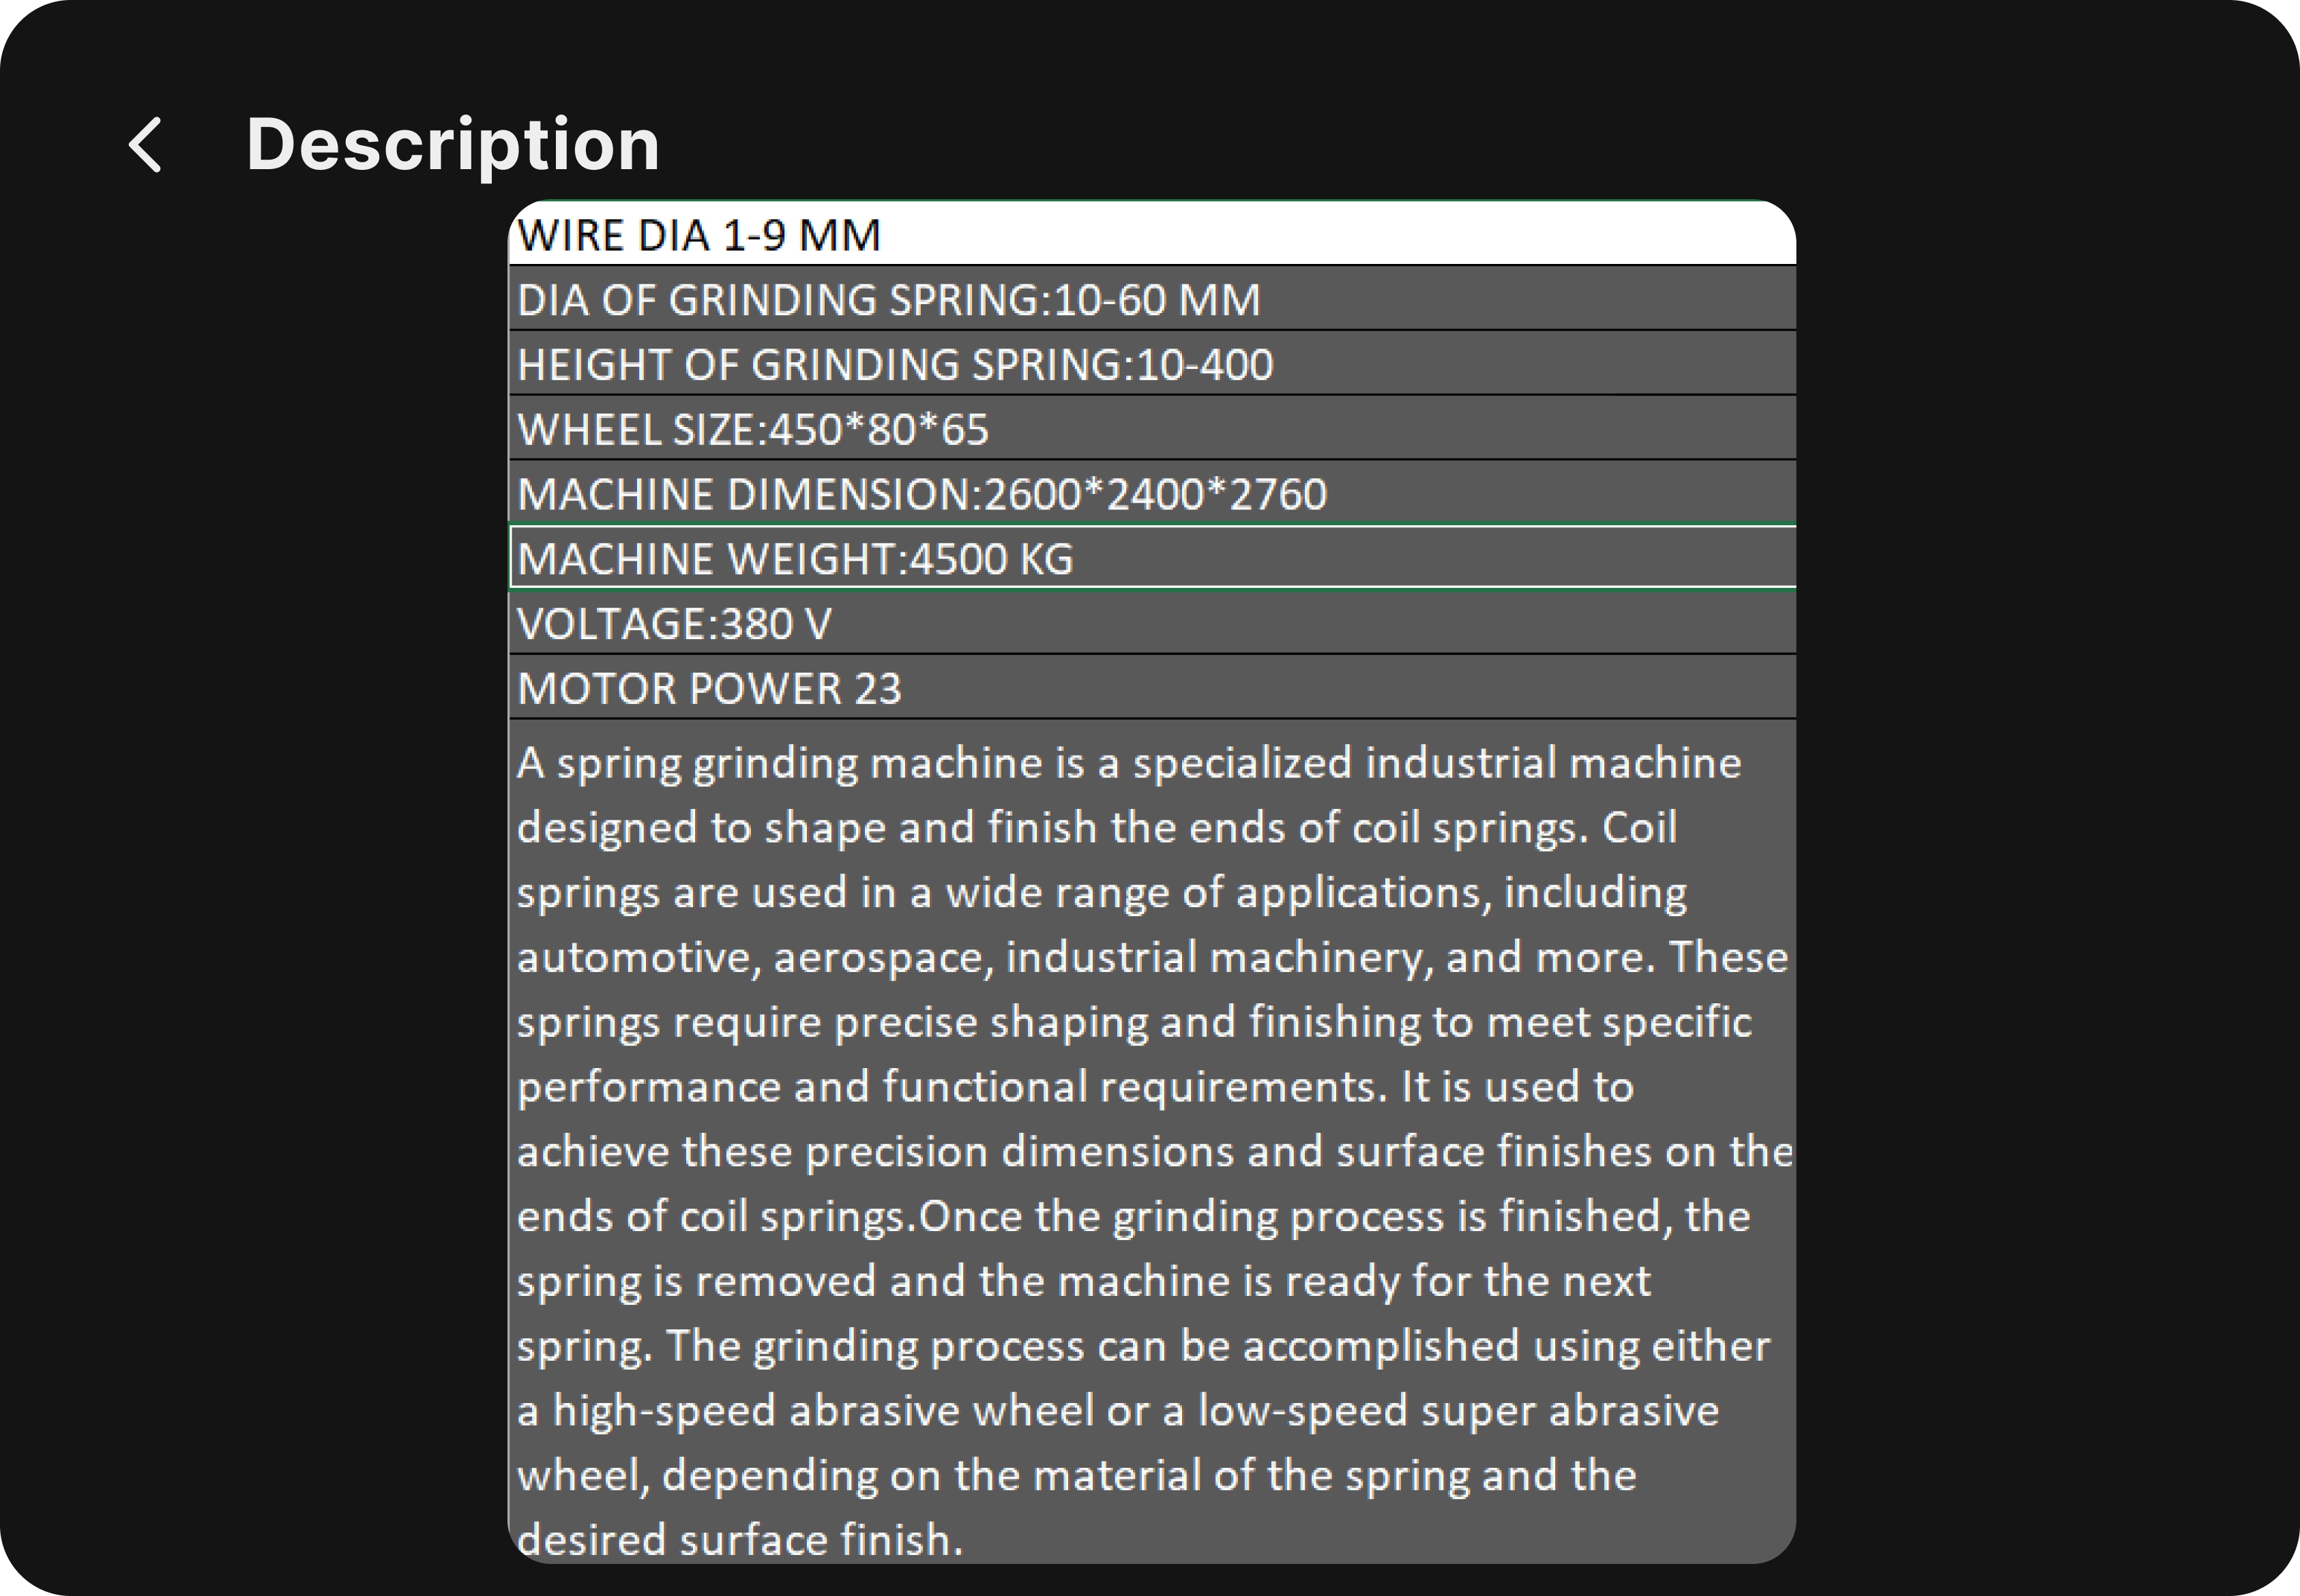 Description
WIRE DIA 1-9 MM
DIA OF GRINDING SPRING:10-60 MM
HEIGHT OF GRINDING SPRING:10-400
WHEEL SIZE:450*80*65
MACHINE DIMENSION:2600*2400*2760
MACHINE WEIGHT:4500 KG
VOLTAGE:380 V
MOTOR POWER 23
A spring grinding machine is a specialized industrial machine
designed to shape and finish the ends of coil springs. Coil
springs are used in a wide range of applications, including
automotive, aerospace, industrial machinery, and more. These
springs require precise shaping and finishing to meet specific
performance and functional requirements. It is used to
achieve these precision dimensions and surface finishes on the
ends of coil springs.Once the grinding process is finished, the
spring is removed and the machine is ready for the next
spring. The grinding process can be accomplished using either
a high-speed abrasive wheel or a low-speed super abrasive
wheel, depending on the material of the spring and the
desired surface finish.